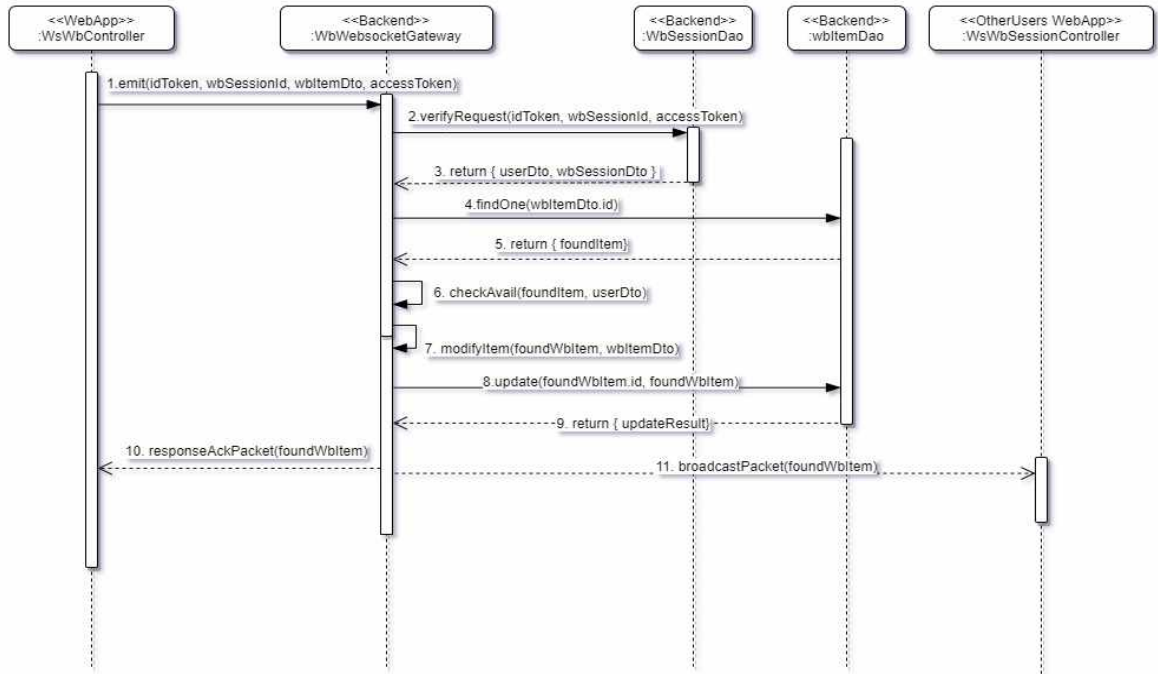 <<WebApp>>
:WsWbController
<<Backend>>
:WbWebsocketGateway
<<Backend>>
:WbSessionDao
<<Backend>>
:wbItemDao
<<OtherUsers WebApp>>
:WsWbSessionController
1.emit(idToken, wbSessionId, wbItemDto, accessToken)
2.verifyRequest(idToken, wbSessionId, accessToken)
3. return { userDto, wbSessionDto }
4.findOne(wbItemDto.id)
5. return { foundItem}
6. checkAvail(foundItem, userDto)
7. modifyItem(foundWbItem, wbItemDto)
8.update(foundWbItem.id, foundWbItem)
9. return { updateResult}
10. responseAckPacket(foundWbItem)
11. broadcastPacket(foundWbItem)